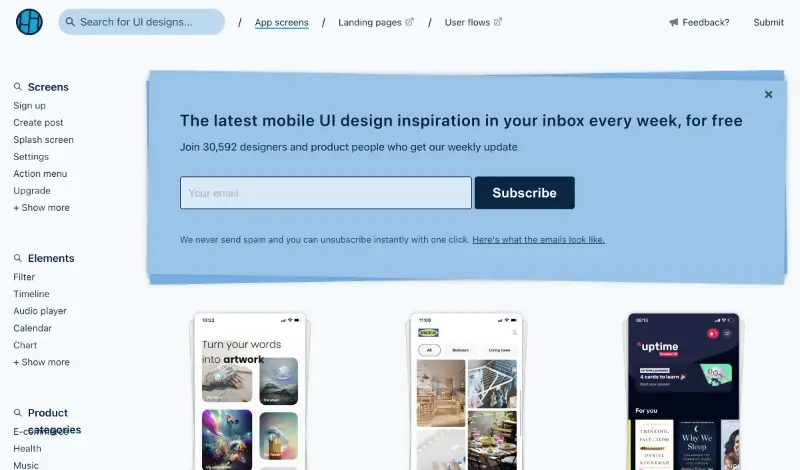 Search for UI designs...
/ App screens / Landing pages / User flows
Feedback?
Submit
Screens
Sign up
Create post
Splash screen
Settings
Action menu
Upgrade
+ Show more
Elements
Filter
Timeline
Audio player
Calendar
Chart
+ Show more
Product
categories
E-commerce
Health
Music
The latest mobile UI design inspiration in your inbox every week, for free
Join 30,592 designers and product people who get our weekly update
Your email
Subscribe
We never send spam and you can unsubscribe instantly with one click. Here's what the emails look like.
Turn your words
into artwork
11:09
IKEA
All
Bedroom
Living room
uptime
4 cards to learn
For you
THINKING,
DANIEL
KAHNEMAN
Why We
Sleep